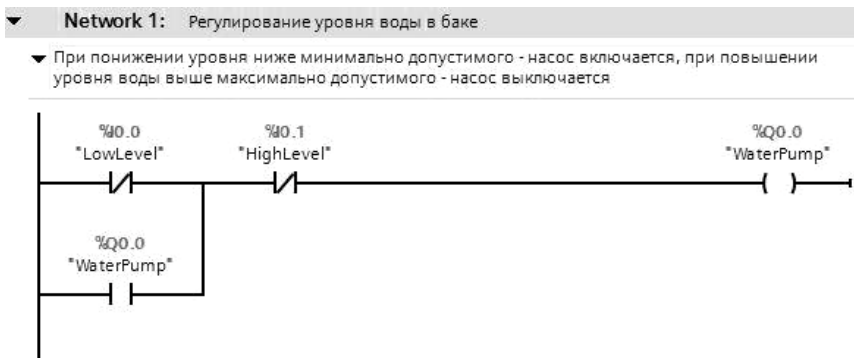 Network 1: Регулирование уровня воды в баке
При понижении уровня ниже минимально допустимого - насос включается, при повышении
уровня воды выше максимально допустимого - насос выключается
%I0.0 %I0.1 %Q0.0
"LowLevel" "HighLevel" "WaterPump"
%Q0.0
"WaterPump"